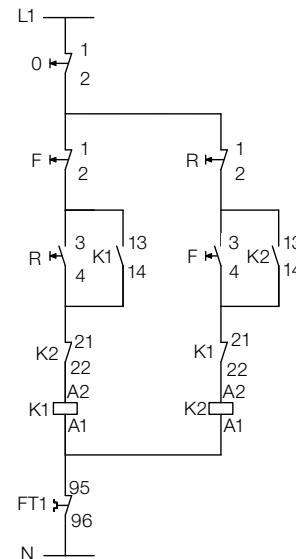 L1
0 1
2
F 1 R 1
2 2
3 13 3 13
R K1 F K2
4 14 4 14
K2 21 K1 21
22 22
A2 A2
K1 K2
A1 A1
95
FT1
96
N